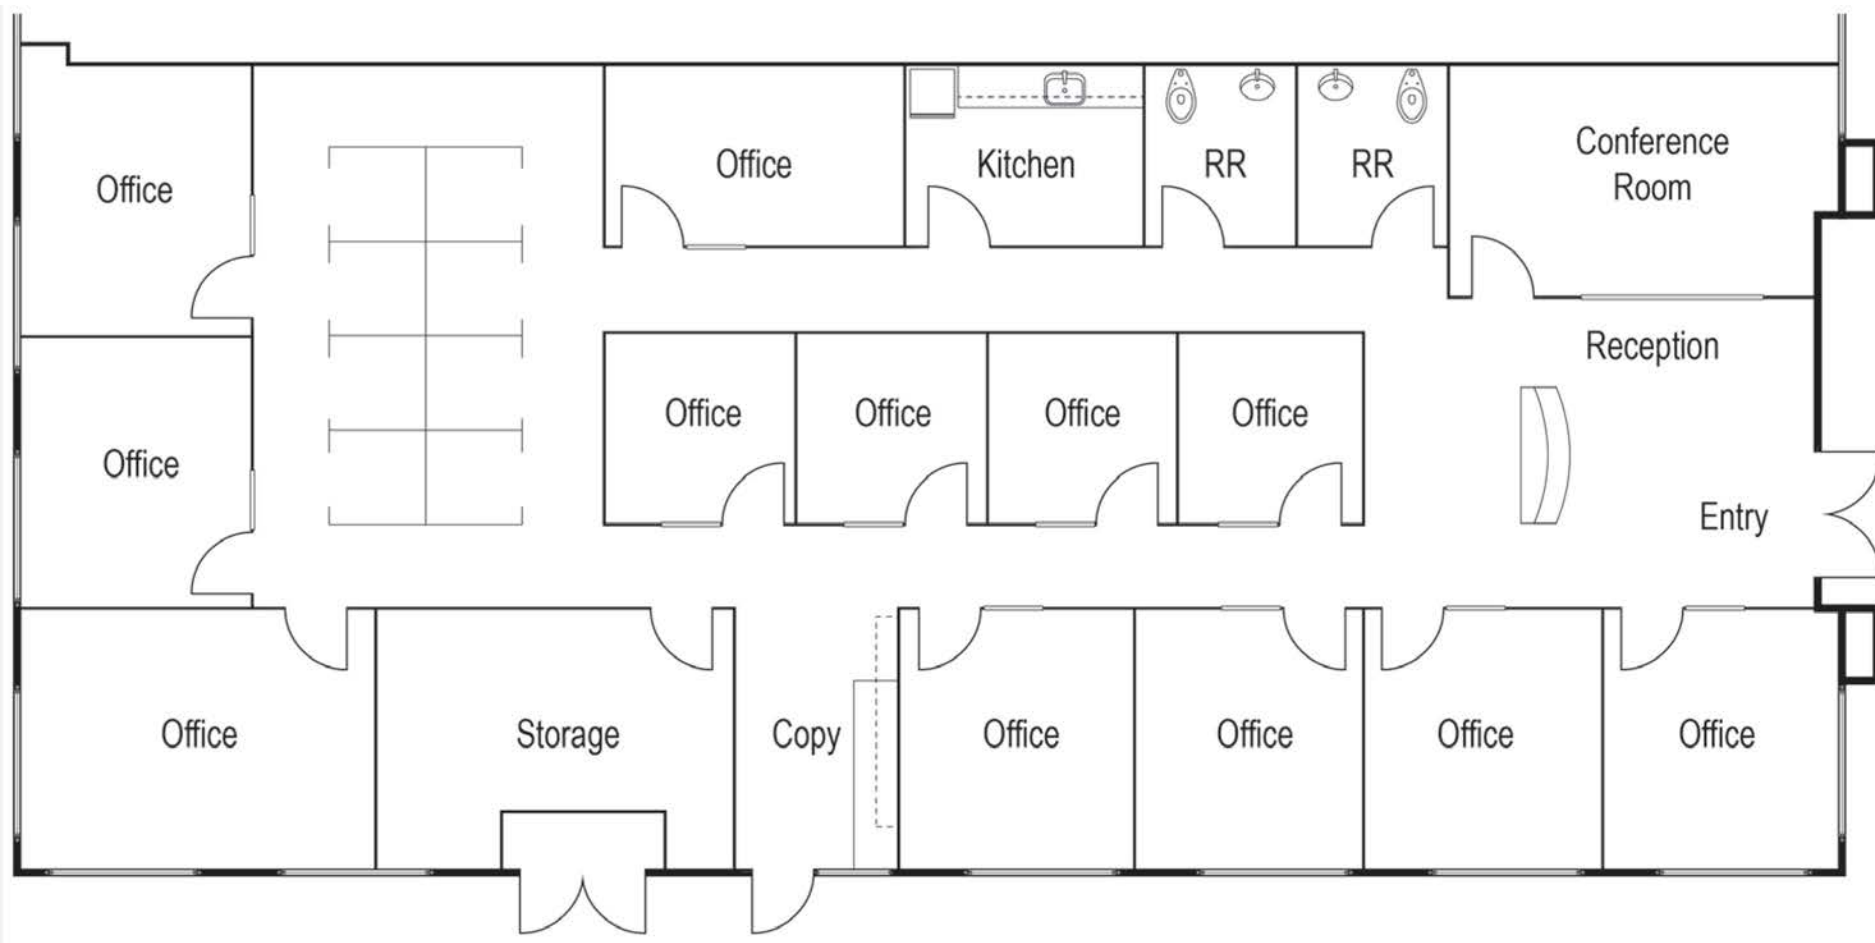 Office
Kitchen
RR
RR
Conference
Room
Office
Reception
Office
Office
Office
Office
Office
Entry
Office
Storage
Copy
Office
Office
Office
Office